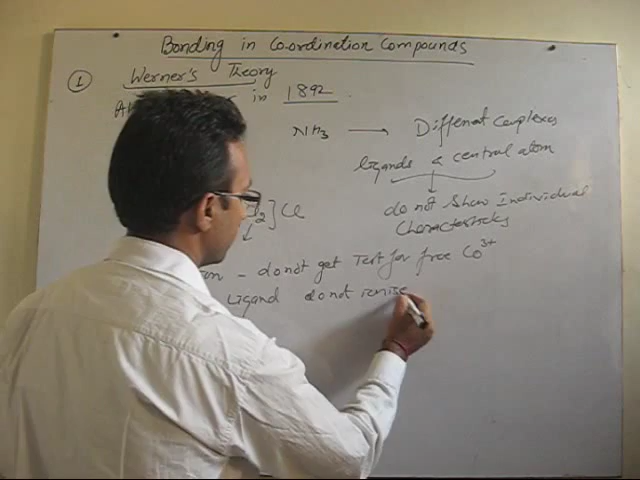 Bonding in Co-ordination Compounds
① Werner's Theory
in 1892
NH3 → Different Complexes
ligands & central atom
do not Show Individual
]Cl
– do not get Test for free Co3+
Ligand do not ionise